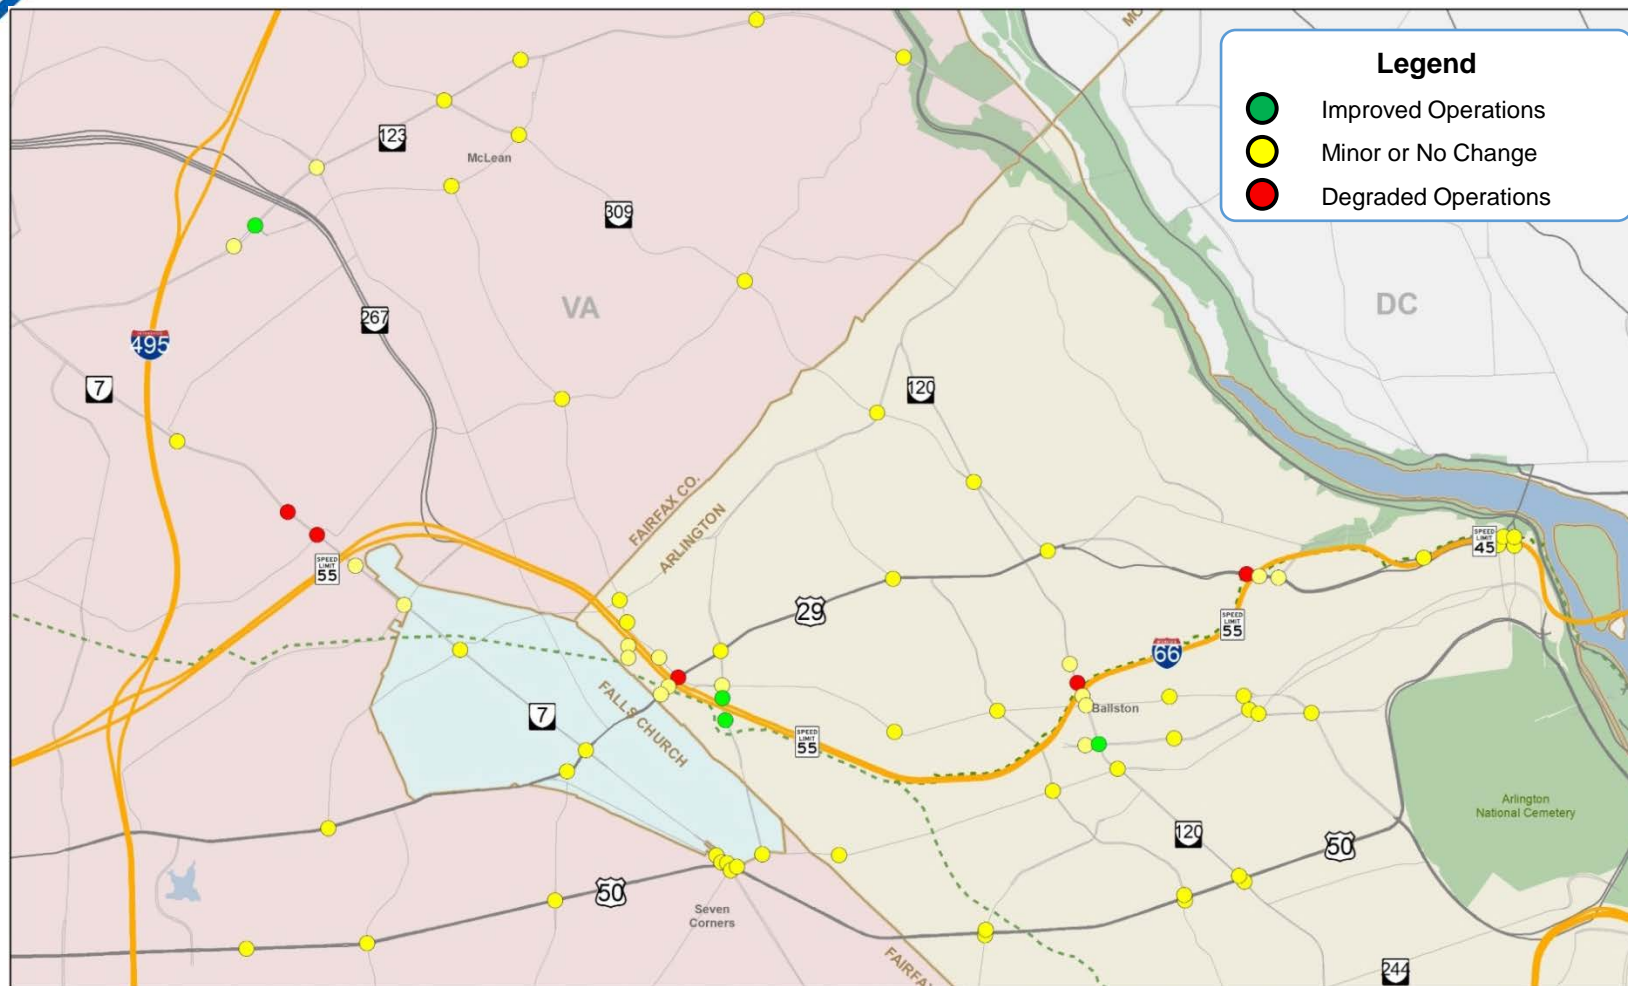 MO
Legend
Improved Operations
Minor or No Change
Degraded Operations
123
McLean
309
VA
DC
267
495
7
120
FAIRFAX CO.
ARLINGTON
SPEED
LIMIT
45
SPEED
LIMIT
55
29
SPEED
LIMIT
55
66
FALLS CHURCH
7
Ballston
SPEED
LIMIT
55
Arlington
National Cemetery
120
50
50
Seven
Corners
FAIRFAX
244